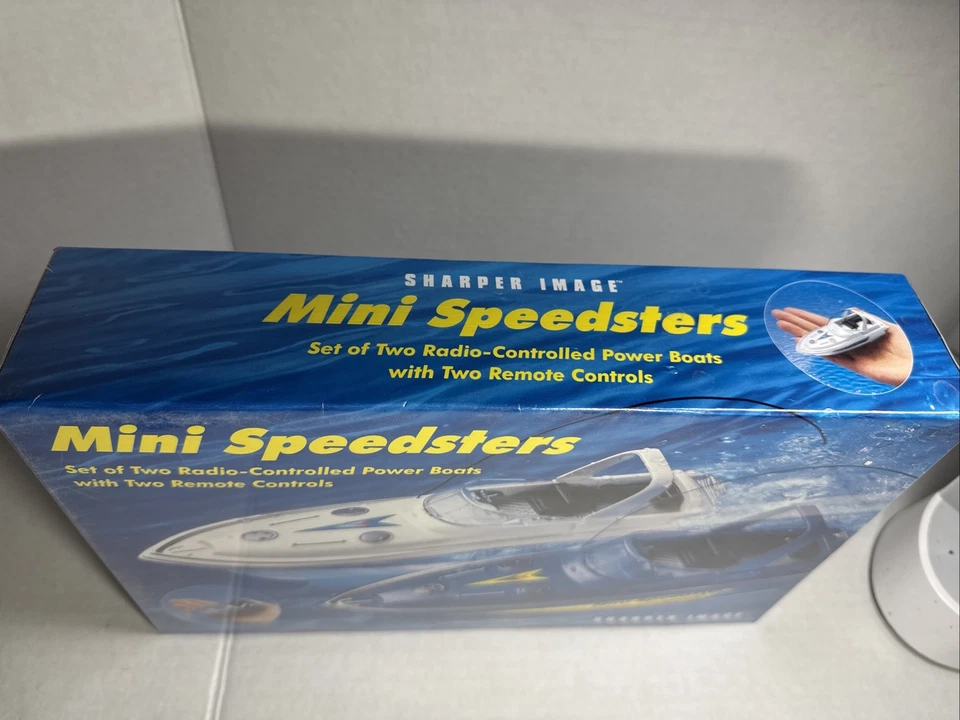 SHARPER IMAGE™
Mini Speedsters
Set of Two Radio-Controlled Power Boats
with Two Remote Controls
Mini Speedsters
Set of Two Radio-Controlled Power Boats
with Two Remote Controls
SHARPER IMAGE